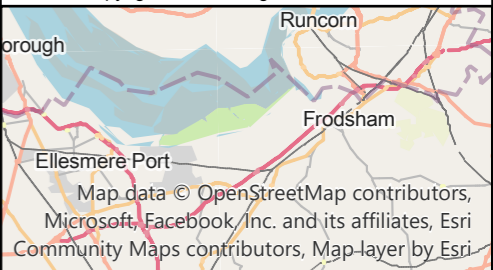 Runcorn
orough
Frodsham
Ellesmere Port
Map data © OpenStreetMap contributors,
Microsoft, Facebook, Inc. and its affiliates, Esri
Community Maps contributors, Map layer by Esri